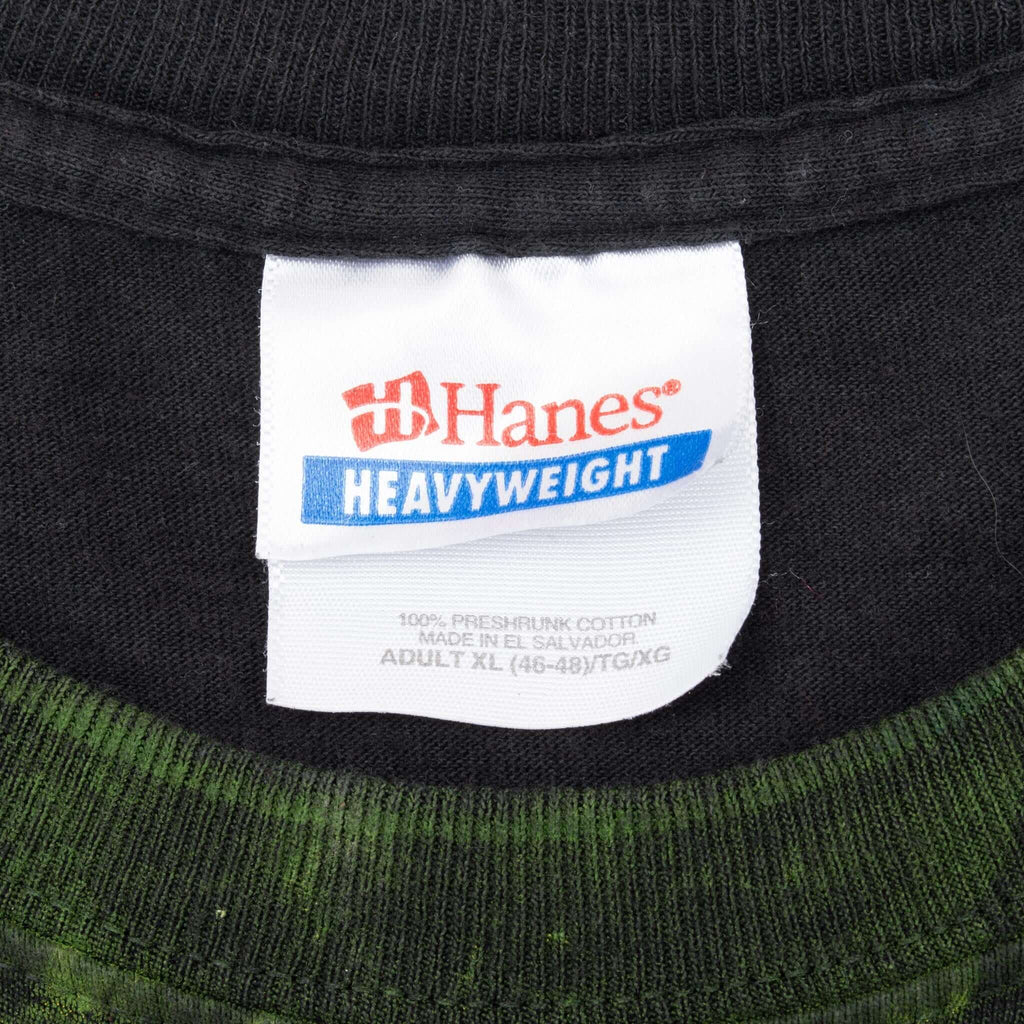 Hanes®
HEAVYWEIGHT
100% PRESHRUNK COTTON
MADE IN EL SALVADOR
ADULT XL (46-48)/TG/XG